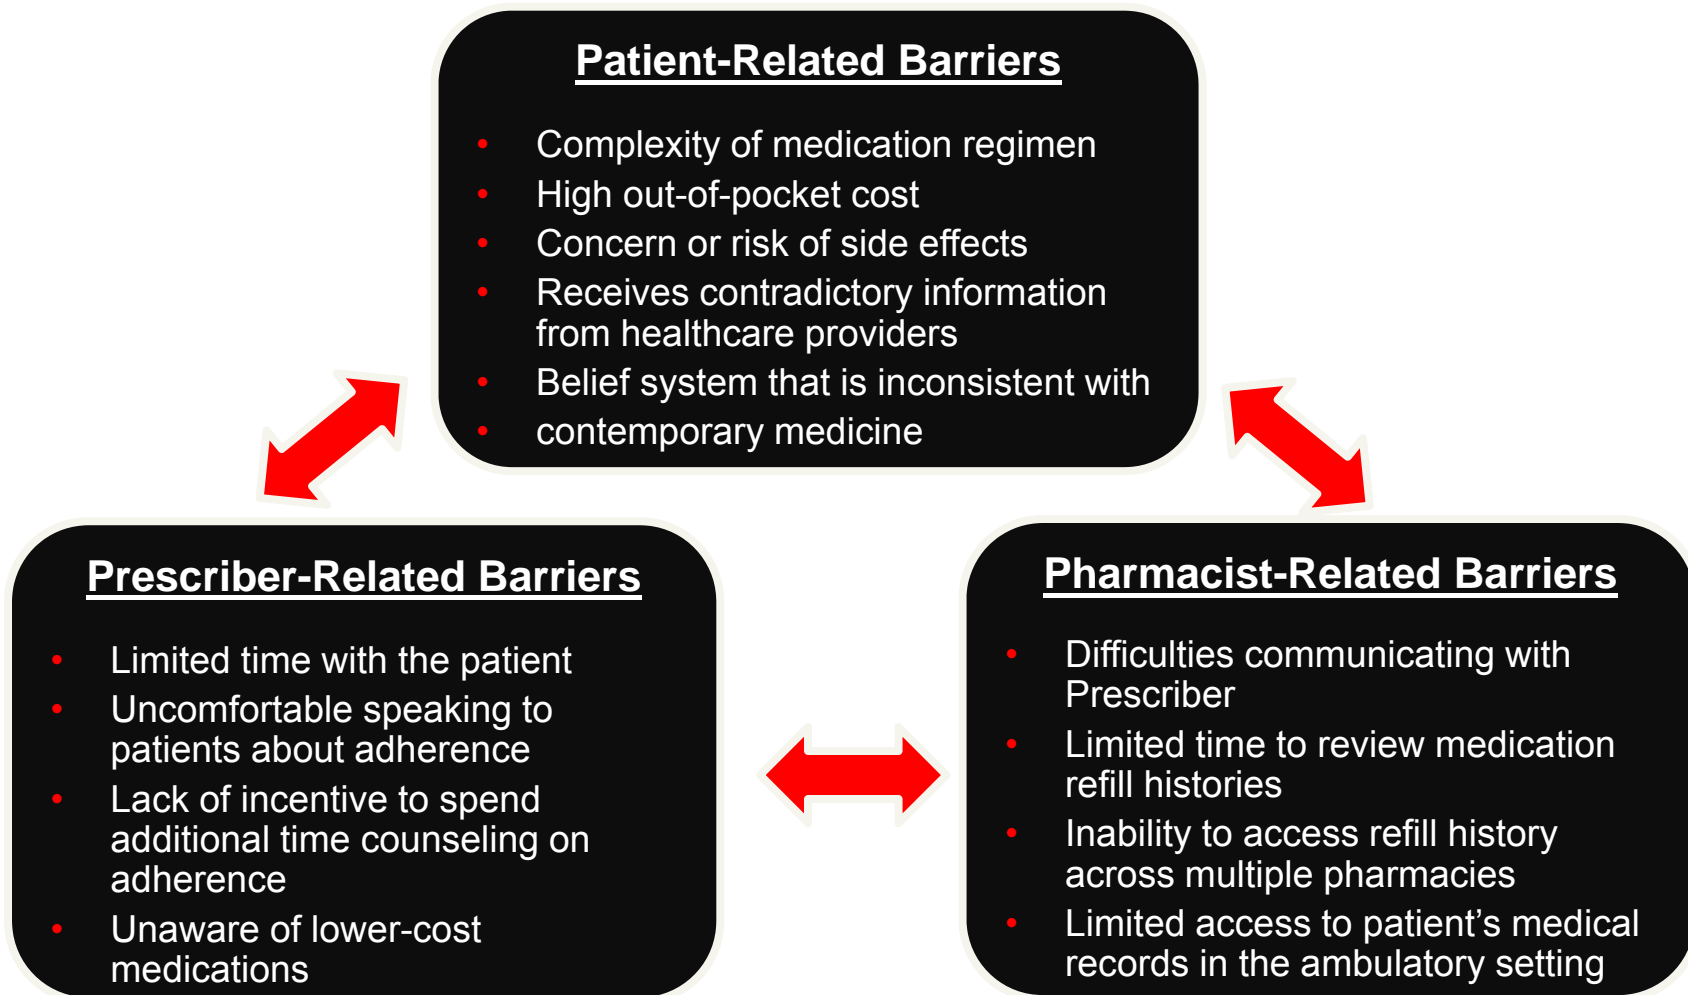 Patient-Related Barriers
• Complexity of medication regimen
• High out-of-pocket cost
• Concern or risk of side effects
• Receives contradictory information
from healthcare providers
• Belief system that is inconsistent with
• contemporary medicine
Prescriber-Related Barriers
• Limited time with the patient
• Uncomfortable speaking to
patients about adherence
• Lack of incentive to spend
additional time counseling on
adherence
• Unaware of lower-cost
medications
Pharmacist-Related Barriers
• Difficulties communicating with
Prescriber
• Limited time to review medication
refill histories
• Inability to access refill history
across multiple pharmacies
• Limited access to patient’s medical
records in the ambulatory setting